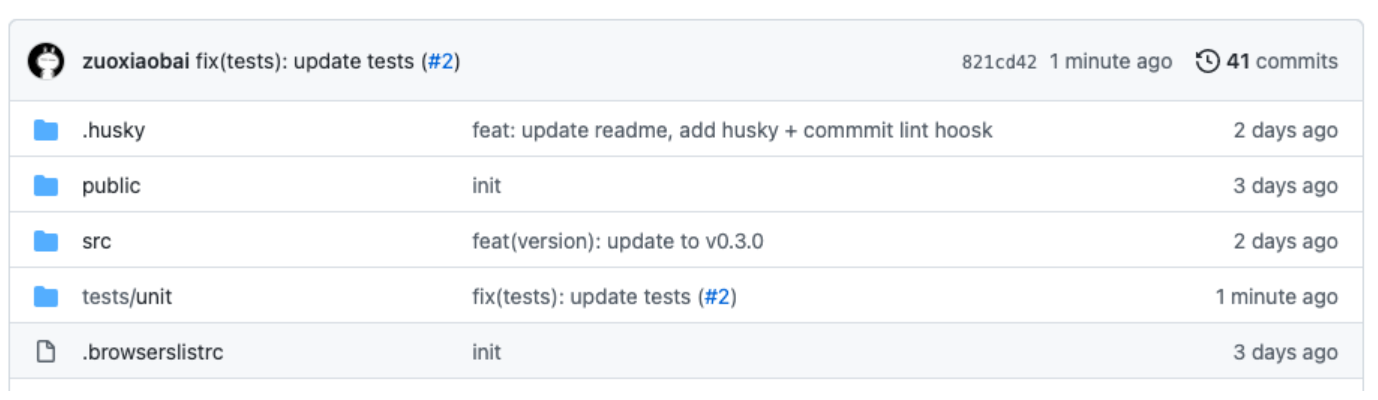 zuoxiaobai fix(tests): update tests (#2) 821cd42 1 minute ago 41 commits
.husky feat: update readme, add husky + commmit lint hoosk 2 days ago
public init 3 days ago
src feat(version): update to v0.3.0 2 days ago
tests/unit fix(tests): update tests (#2) 1 minute ago
.browserslistrc init 3 days ago